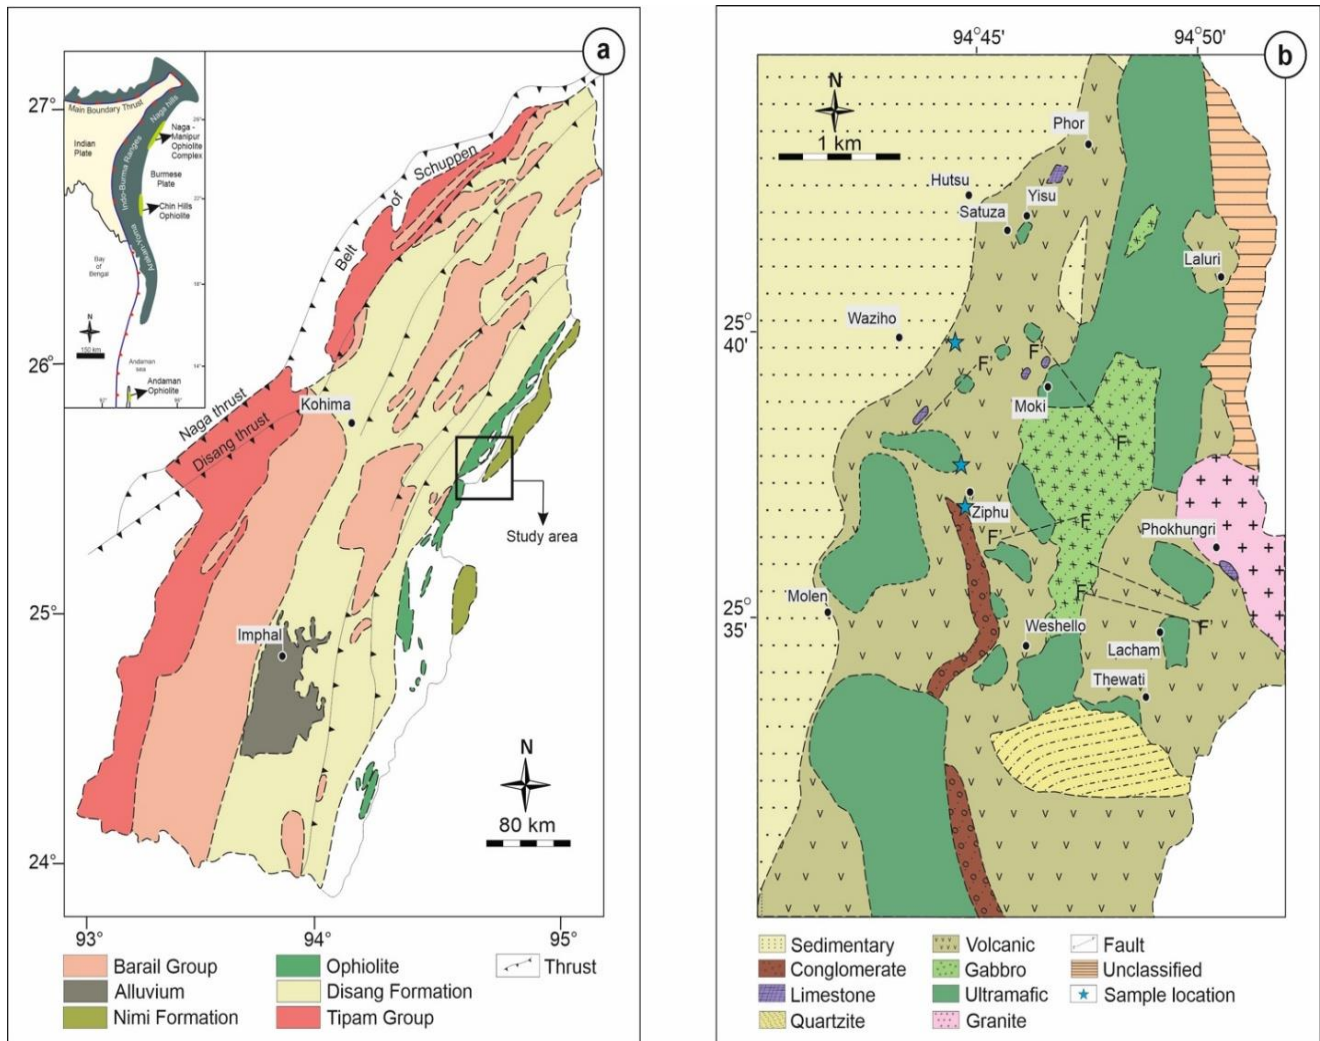 a
27°
26°
25°
24°
93°
94°
95°
Main Boundary Thrust
Naga hills
Indian
Plate
Indo-Burma Ranges
Naga -
Manipur
Ophiolite
Complex
Burmese
Plate
Chin Hills
Ophiolite
Arakan-Yoma
Bay
of
Bengal
N
Andaman
sea
Andaman
Ophiolite
Belt of Schuppen
Naga thrust
Disang thrust
Kohima
Imphal
Study area
N
80 km
Barail Group
Alluvium
Nimi Formation
Ophiolite
Disang Formation
Tipam Group
Thrust
b
94°45'
94°50'
25°
40'
25°
35'
N
1 km
Phor
Hutsu
Yisu
Satuza
Laluri
Waziho
F'
Moki
F
Ziphu
F
F'
Phokhungri
F
F'
Molen
Weshello
Lacham
Thewati
Sedimentary
Conglomerate
Limestone
Quartzite
Volcanic
Gabbro
Ultramafic
Granite
Fault
Unclassified
Sample location